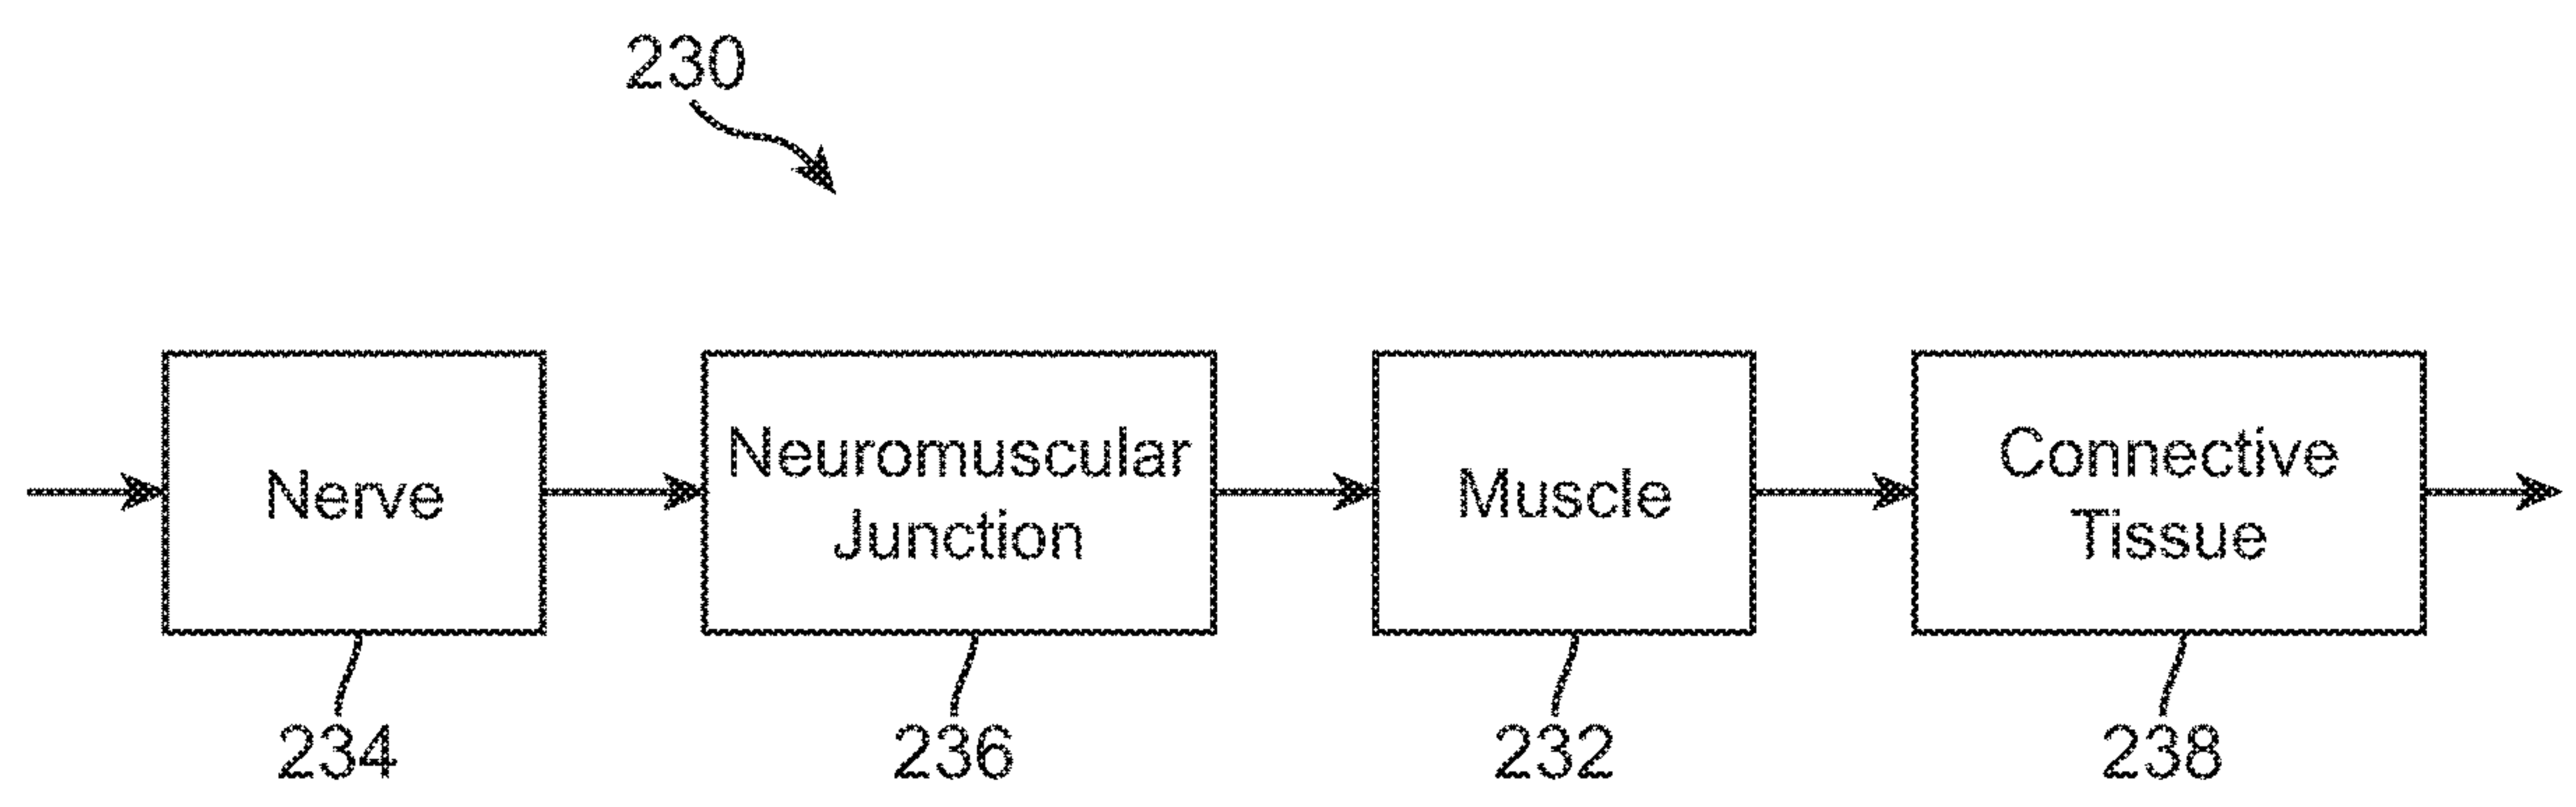 230
Nerve
Neuromuscular
Junction
Muscle
Connective
Tissue
234
236
232
238